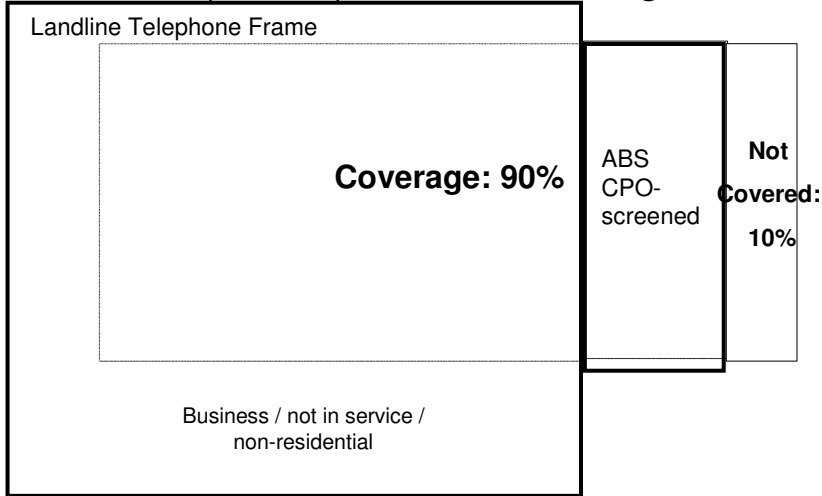 Landline Telephone Frame
Coverage: 90%
ABS
CPO-
screened
Not
Covered:
10%
Business / not in service /
non-residential